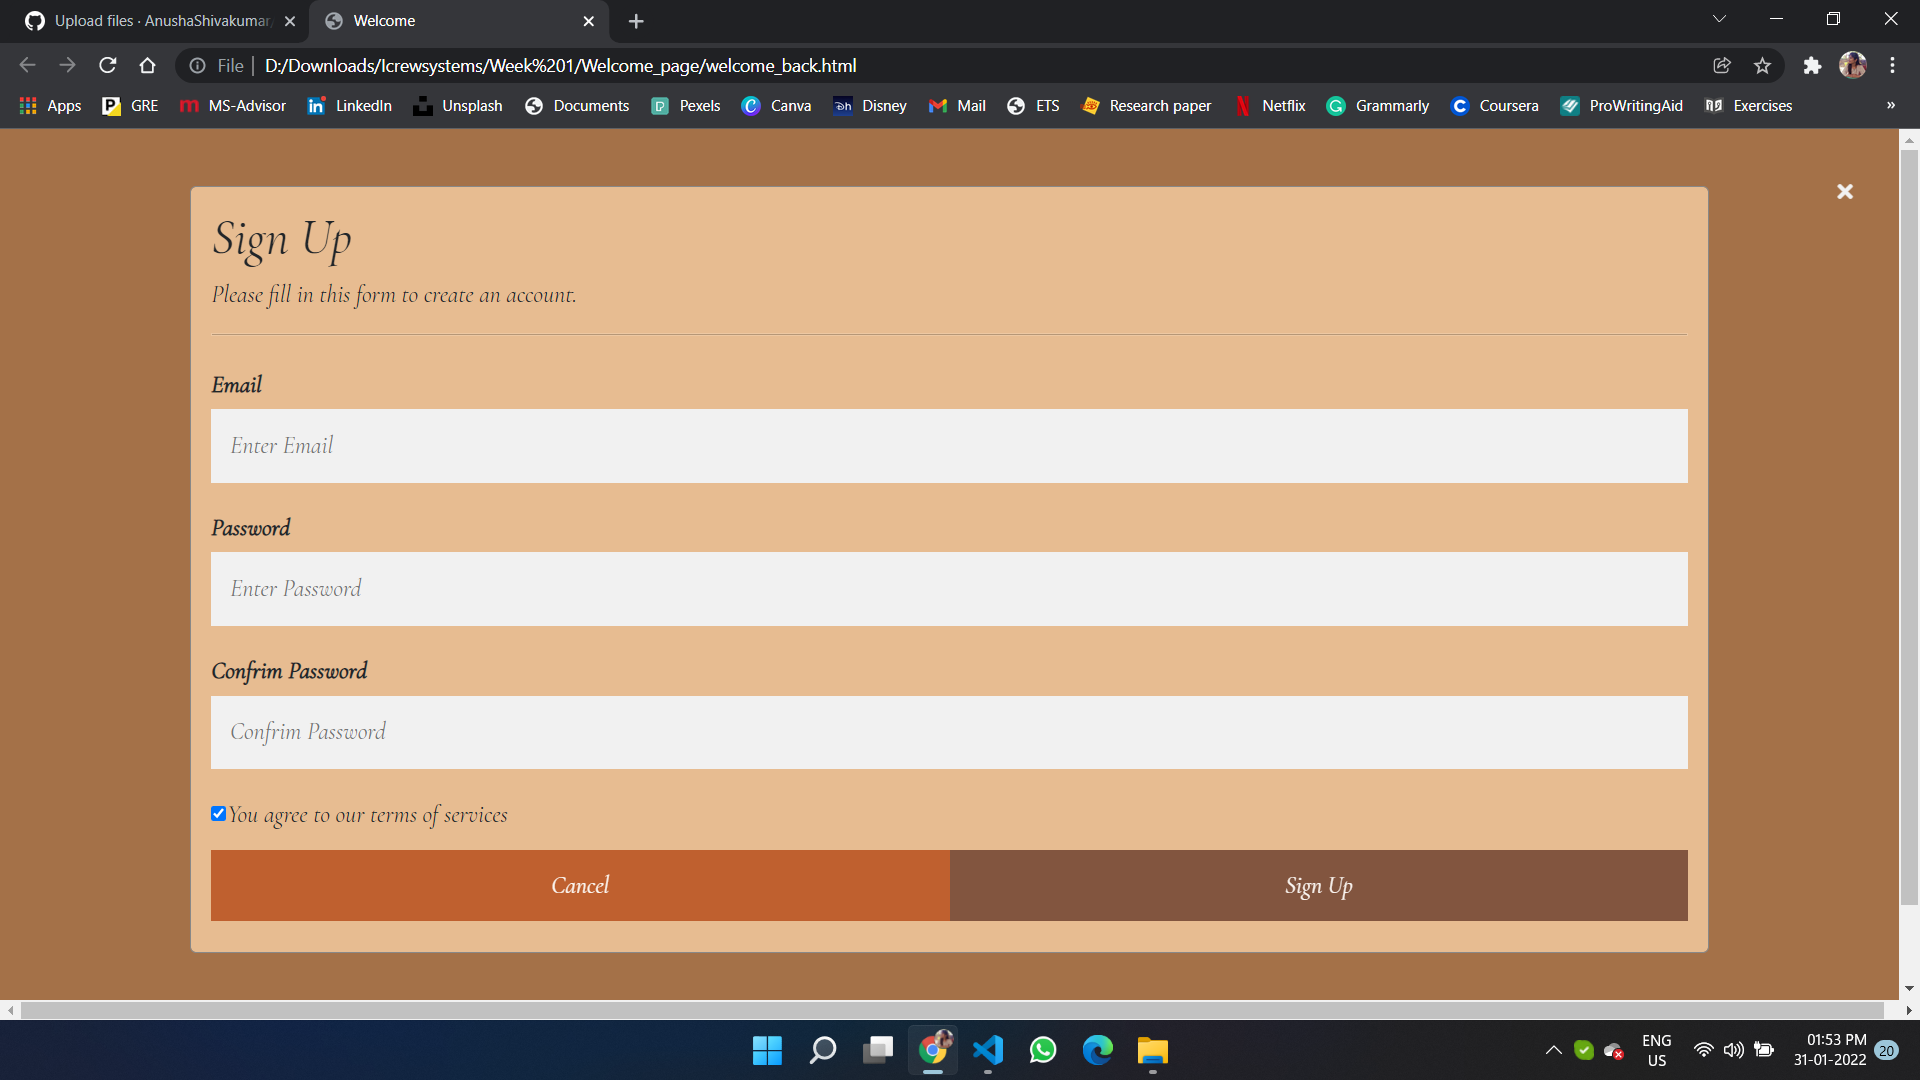 Upload files · AnushaShivakumar
Welcome
File
D:/Downloads/Icrewsystems/Week%201/Welcome_page/welcome_back.html
Apps
GRE
MS-Advisor
LinkedIn
Unsplash
Documents
Pexels
Canva
Disney
Mail
ETS
Research paper
Netflix
Grammarly
Coursera
ProWritingAid
Exercises
»
Sign Up
Please fill in this form to create an account.
Email
Enter Email
Password
Enter Password
Confrim Password
Confrim Password
You agree to our terms of services
Cancel
Sign Up
ENG
US
01:53 PM
31-01-2022
20